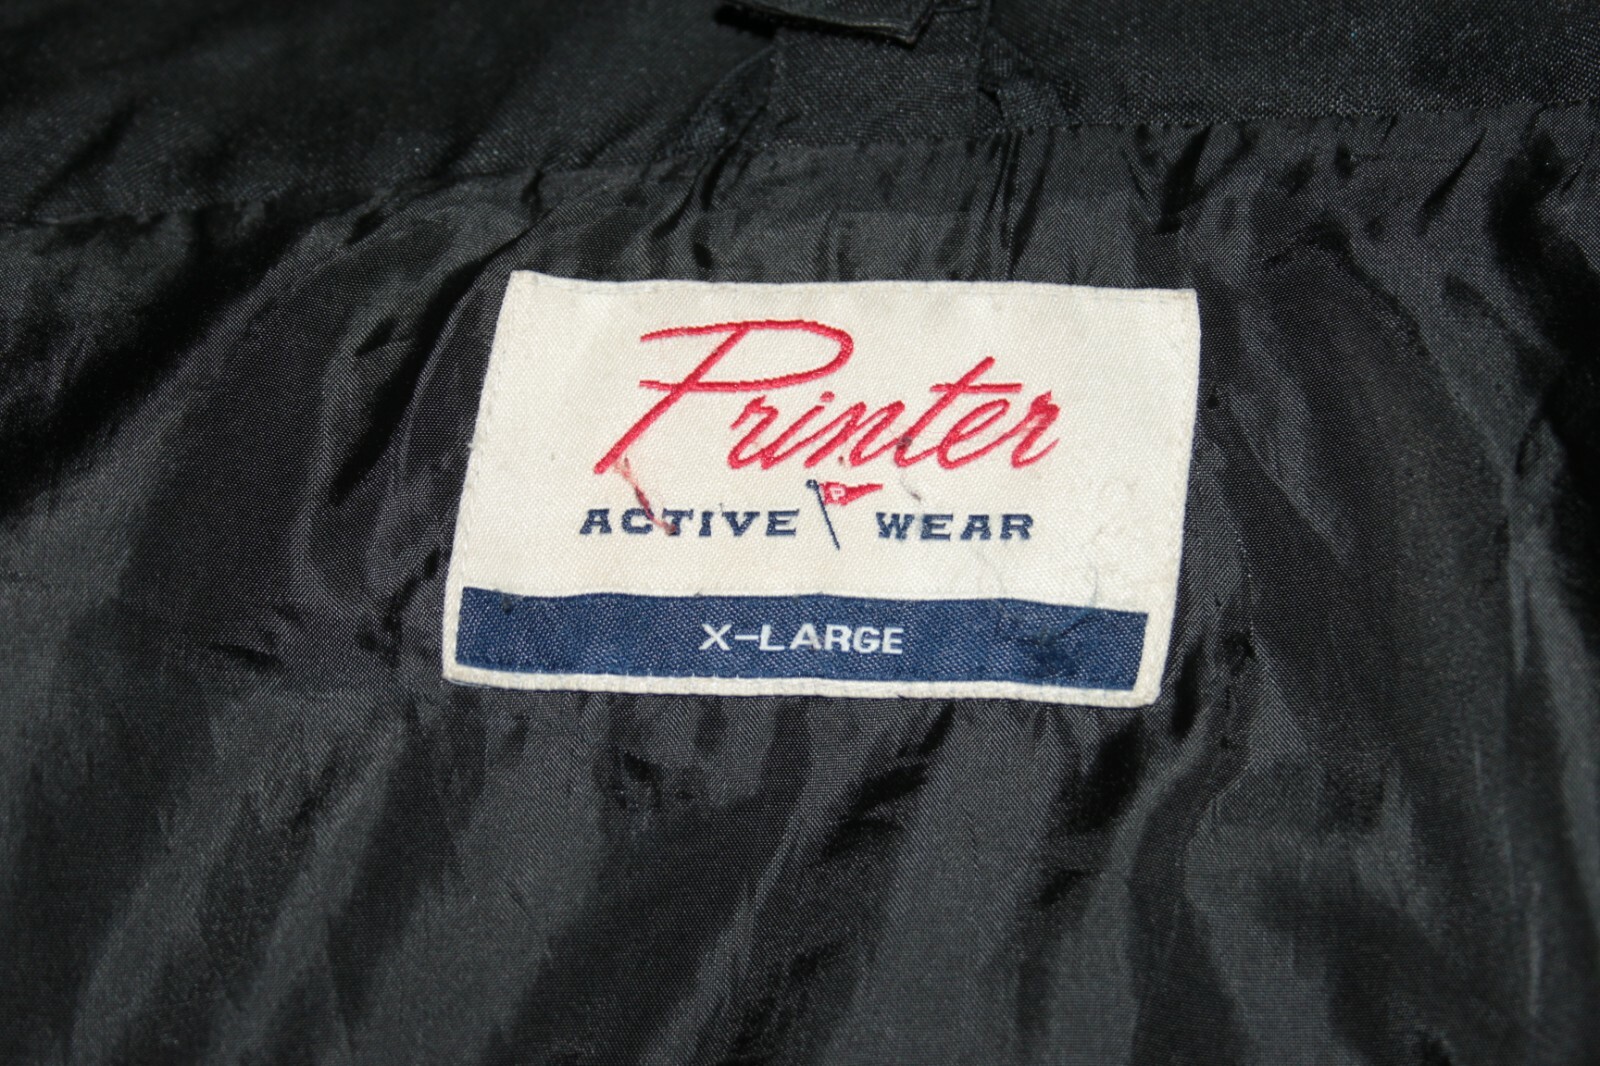 Printer
ACTIVE P WEAR
X-LARGE